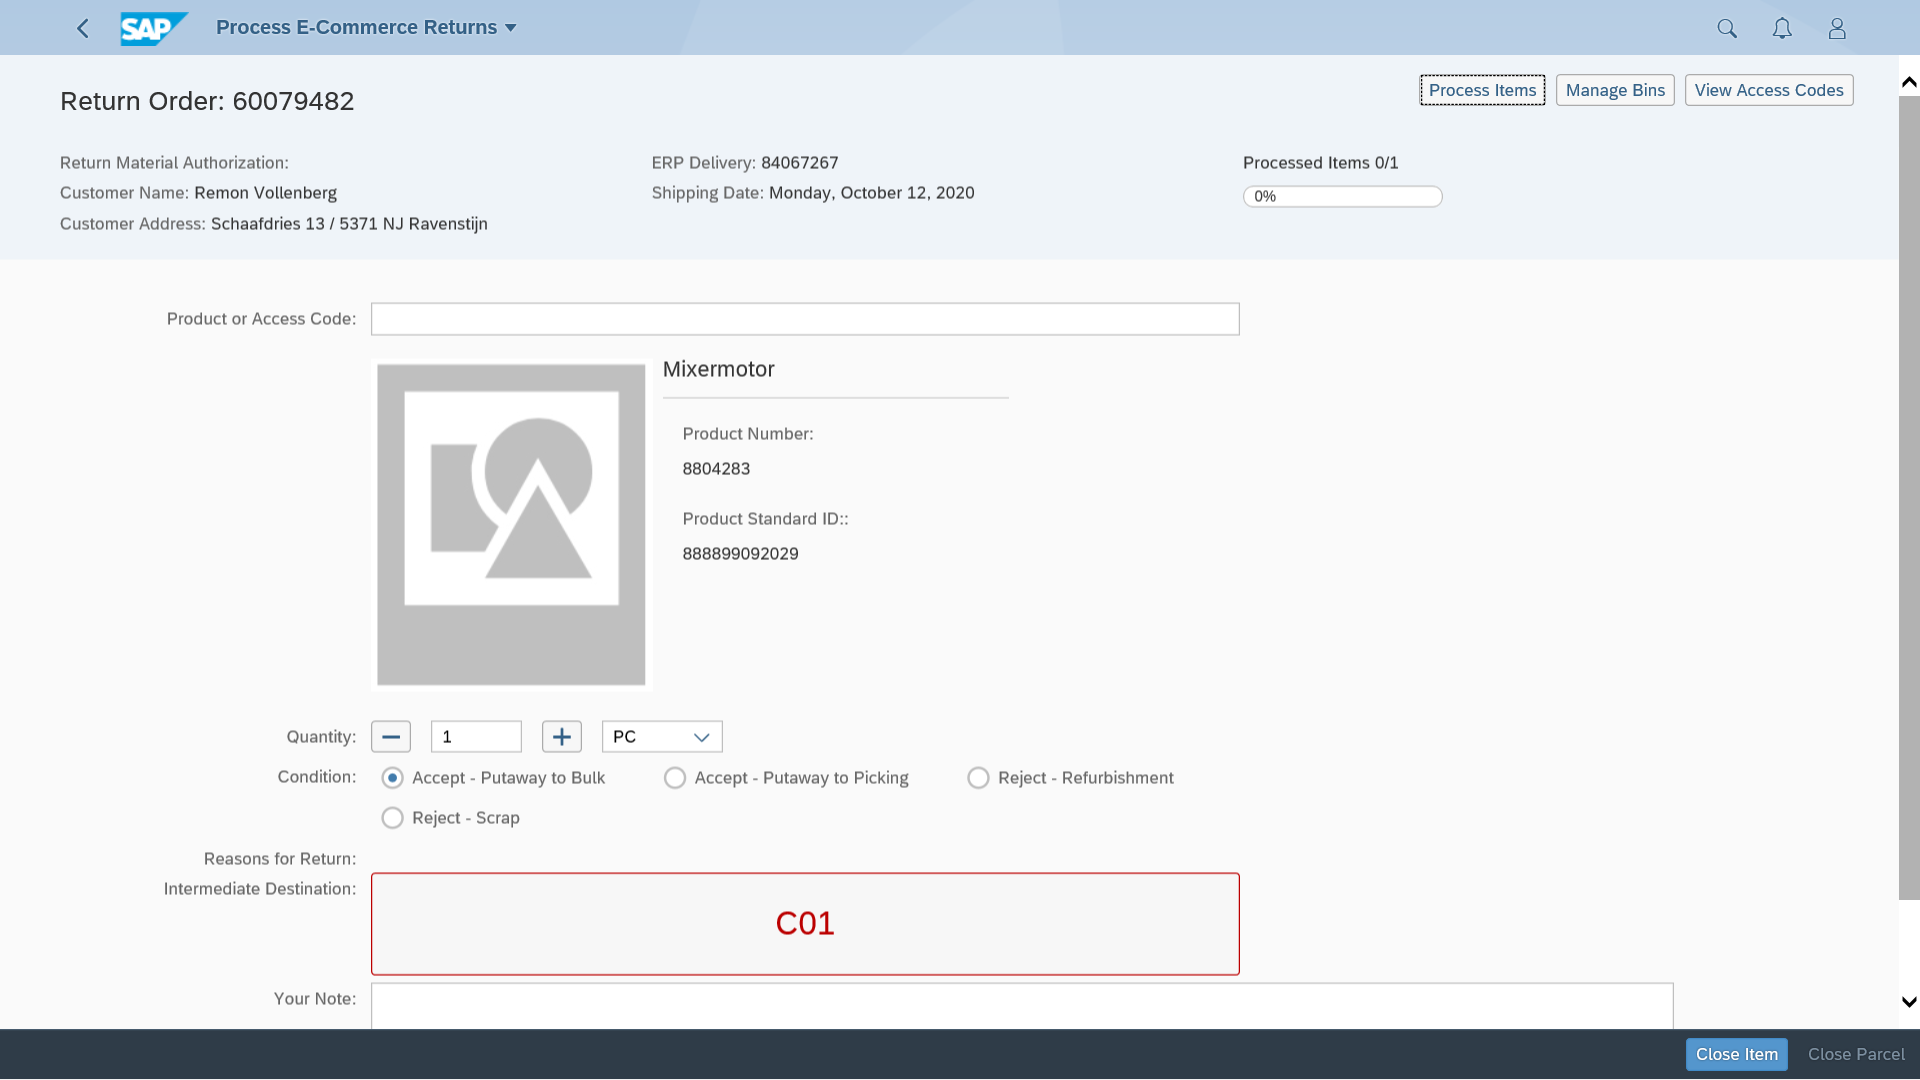 SAP Process E-Commerce Returns
Return Order: 60079482
Process Items Manage Bins View Access Codes
Return Material Authorization:
ERP Delivery: 84067267
Processed Items 0/1
Customer Name: Remon Vollenberg
Shipping Date: Monday, October 12, 2020
0%
Customer Address: Schaafdries 13 / 5371 NJ Ravenstijn
Product or Access Code:
Mixermotor
Product Number:
8804283
Product Standard ID::
888899092029
Quantity: 1 PC
Condition: Accept - Putaway to Bulk Accept - Putaway to Picking Reject - Refurbishment
Reject - Scrap
Reasons for Return:
Intermediate Destination:
C01
Your Note:
Close Item Close Parcel